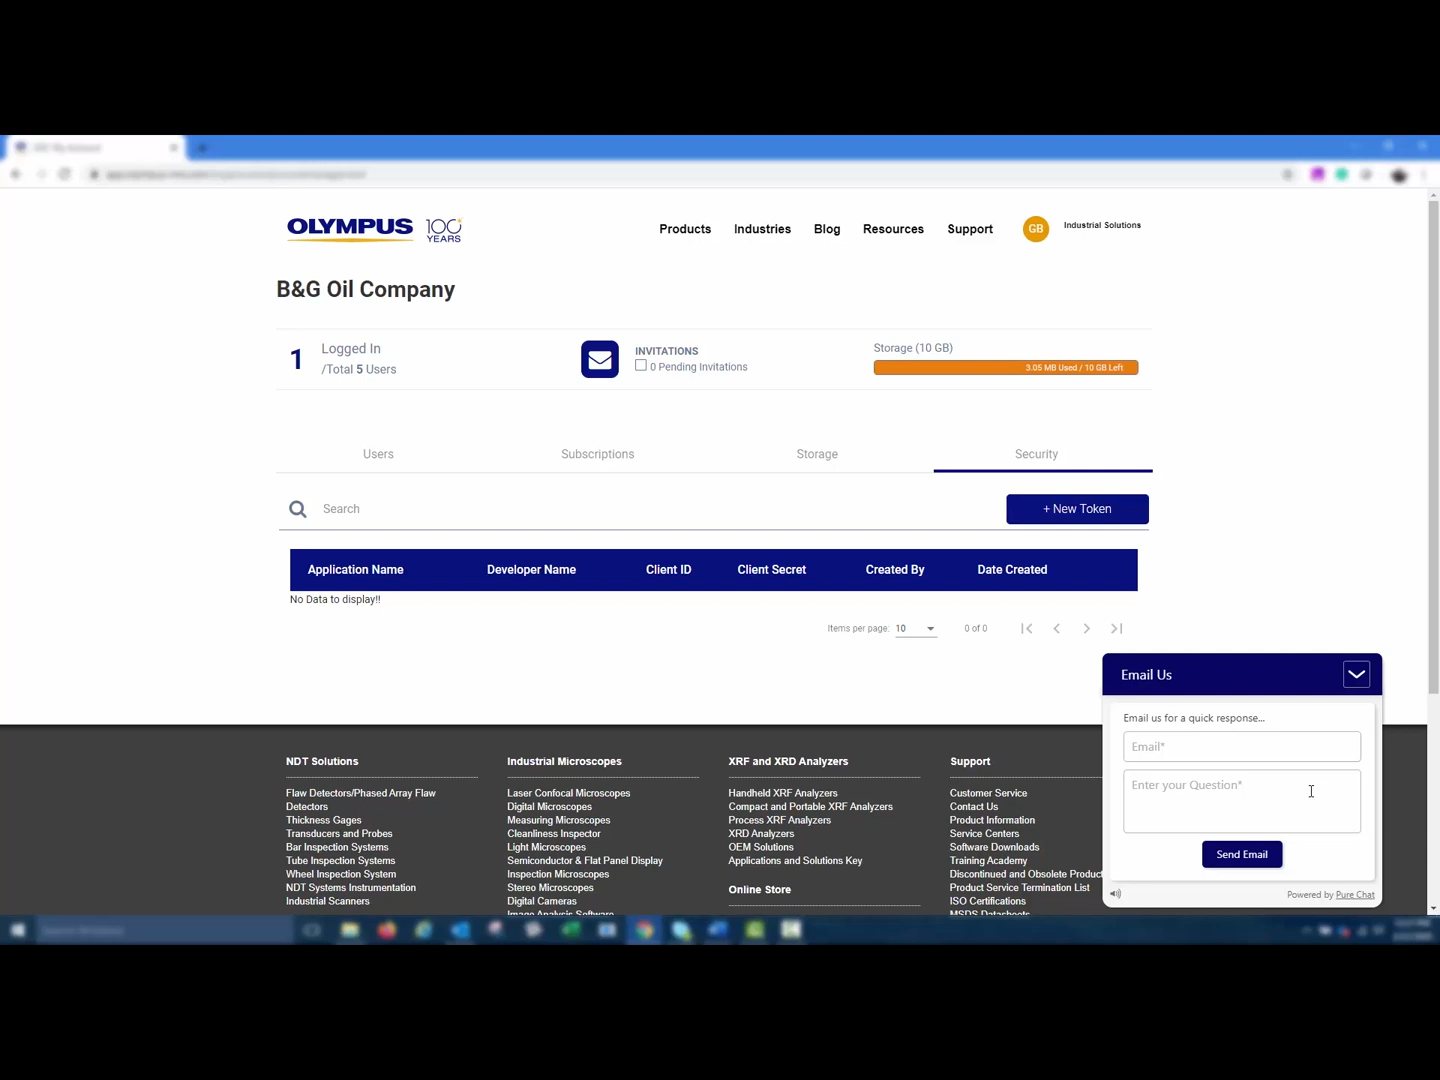 OLYMPUS 100 YEARS
Products Industries Blog Resources Support GB Industrial Solutions
B&G Oil Company
1 Logged In
/Total 5 Users
INVITATIONS
0 Pending Invitations
Storage (10 GB)
3.05 MB Used / 10 GB Left
Users Subscriptions Storage Security
Search
+ New Token
Application Name Developer Name Client ID Client Secret Created By Date Created
No Data to display!!
Items per page: 10 0 of 0
NDT Solutions
Flaw Detectors/Phased Array Flaw
Detectors
Thickness Gages
Transducers and Probes
Bar Inspection Systems
Tube Inspection Systems
Wheel Inspection System
NDT Systems Instrumentation
Industrial Scanners
Industrial Microscopes
Laser Confocal Microscopes
Digital Microscopes
Measuring Microscopes
Cleanliness Inspector
Light Microscopes
Semiconductor & Flat Panel Display
Inspection Microscopes
Stereo Microscopes
Digital Cameras
Image Analysis Software
XRF and XRD Analyzers
Handheld XRF Analyzers
Compact and Portable XRF Analyzers
Process XRF Analyzers
XRD Analyzers
OEM Solutions
Applications and Solutions Key
Online Store
Support
Customer Service
Contact Us
Product Information
Service Centers
Software Downloads
Training Academy
Discontinued and Obsolete Product
Product Service Termination List
ISO Certifications
MSDS Datasheets
Email Us
Email us for a quick response...
Email*
Enter your Question*
Send Email
Powered by Pure Chat